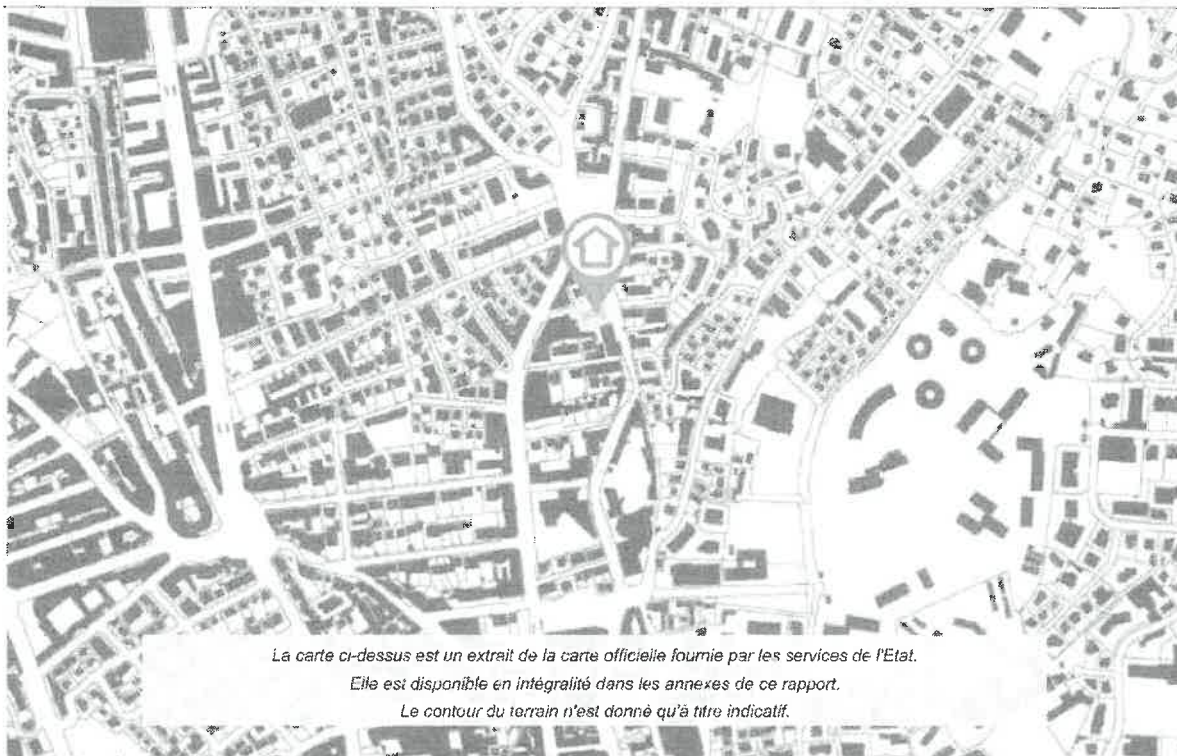 La carte ci-dessus est un extrait de la carte officielle fournie par les services de l'Etat.
Elle est disponible en intégralité dans les annexes de ce rapport.
Le contour du terrain n'est donné qu'à titre indicatif.